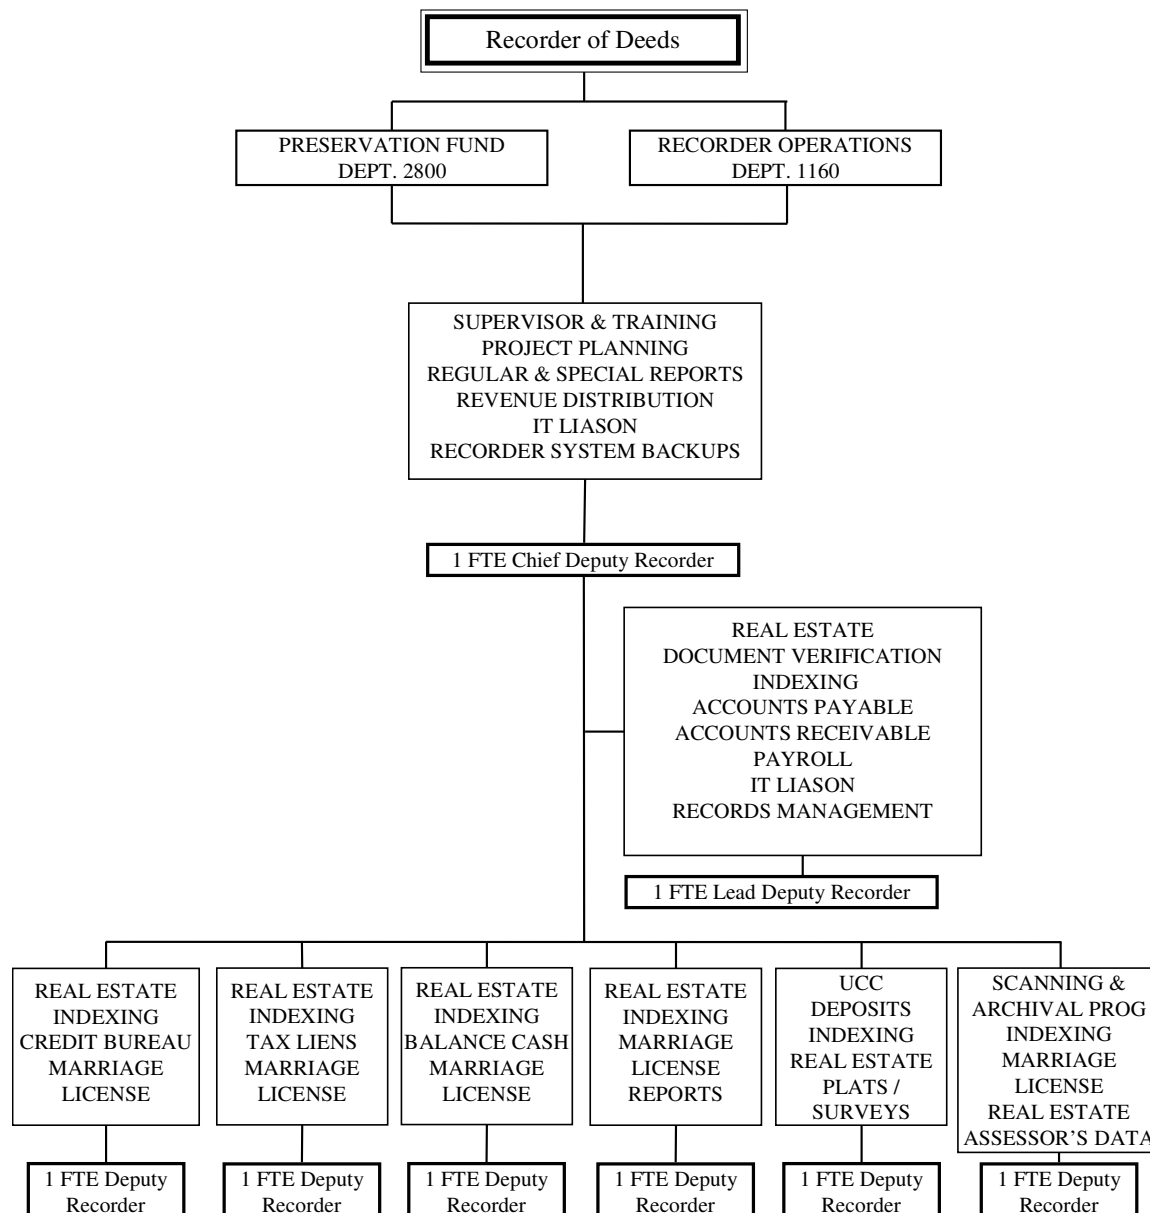 Recorder of Deeds
PRESERVATION FUND
DEPT. 2800
RECORDER OPERATIONS
DEPT. 1160
SUPERVISOR & TRAINING
PROJECT PLANNING
REGULAR & SPECIAL REPORTS
REVENUE DISTRIBUTION
IT LIASON
RECORDER SYSTEM BACKUPS
1 FTE Chief Deputy Recorder
REAL ESTATE
DOCUMENT VERIFICATION
INDEXING
ACCOUNTS PAYABLE
ACCOUNTS RECEIVABLE
PAYROLL
IT LIASON
RECORDS MANAGEMENT
1 FTE Lead Deputy Recorder
REAL ESTATE
INDEXING
CREDIT BUREAU
MARRIAGE
LICENSE
REAL ESTATE
INDEXING
TAX LIENS
MARRIAGE
LICENSE
REAL ESTATE
INDEXING
BALANCE CASH
MARRIAGE
LICENSE
REAL ESTATE
INDEXING
MARRIAGE
LICENSE
REPORTS
UCC
DEPOSITS
INDEXING
REAL ESTATE
PLATS /
SURVEYS
SCANNING &
ARCHIVAL PROG
INDEXING
MARRIAGE
LICENSE
REAL ESTATE
ASSESSOR'S DATA
1 FTE Deputy
Recorder
1 FTE Deputy
Recorder
1 FTE Deputy
Recorder
1 FTE Deputy
Recorder
1 FTE Deputy
Recorder
1 FTE Deputy
Recorder